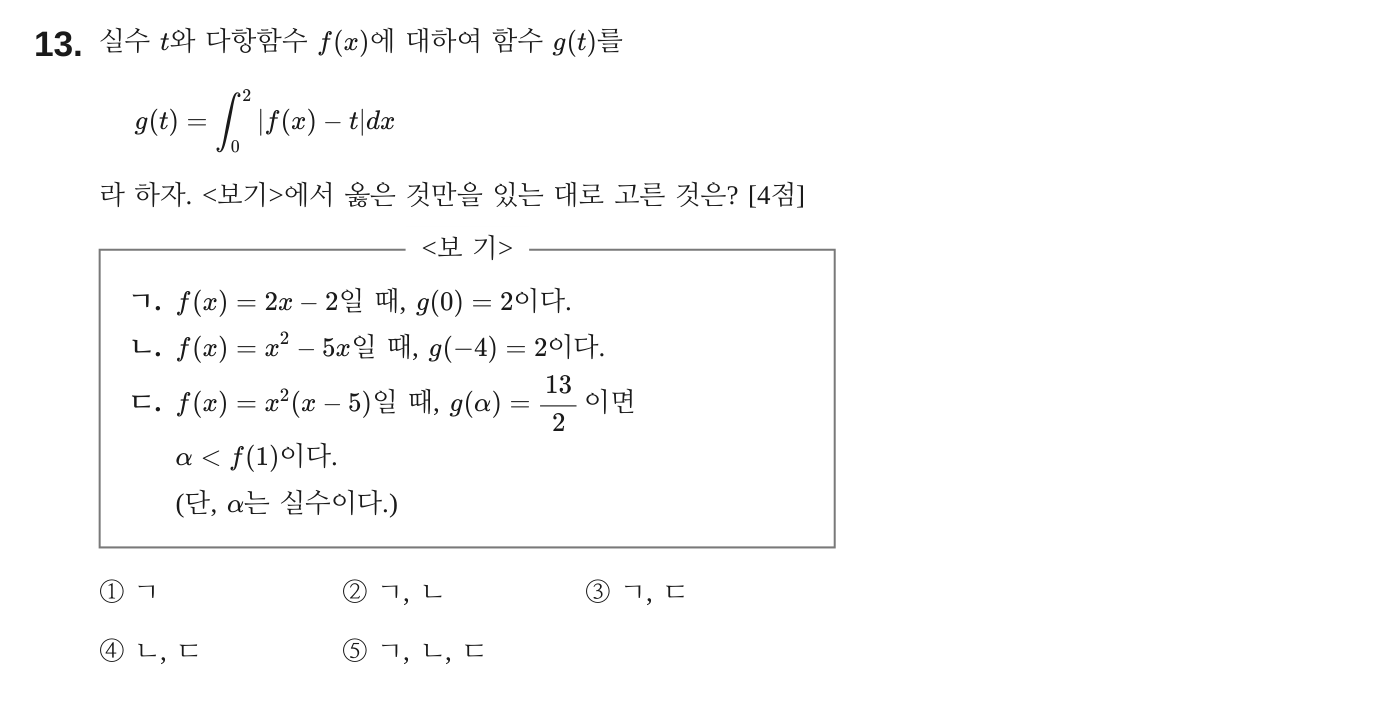 13. 실수 t와 다항함수 f(x)에 대하여 함수 g(t)를
g(t) = ∫₀² |f(x) − t|dx
라 하자. <보기>에서 옳은 것만을 있는 대로 고른 것은? [4점]
<보 기>
ㄱ. f(x) = 2x − 2일 때, g(0) = 2이다.
ㄴ. f(x) = x² − 5x일 때, g(−4) = 2이다.
ㄷ. f(x) = x²(x − 5)일 때, g(α) = 13/2 이면
α < f(1)이다.
(단, α는 실수이다.)
① ㄱ ② ㄱ, ㄴ ③ ㄱ, ㄷ
④ ㄴ, ㄷ ⑤ ㄱ, ㄴ, ㄷ